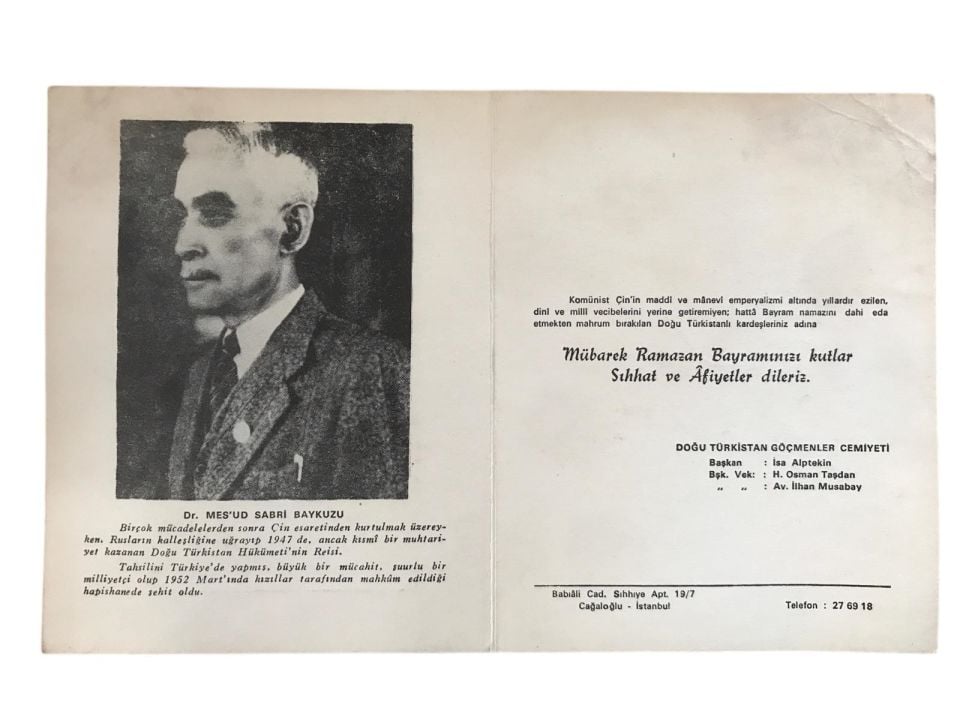 Dr. MES'UD SABRİ BAYKUZU
Birçok mücadelelerden sonra Çin esaretinden kurtulmak üzerey-
ken, Rusların kalleşliğine uğrayıp 1947 de, ancak kısmî bir muhtari-
yet kazanan Doğu Türkistan Hükûmeti'nin Reisi.
Tahsilini Türkiye'de yapmış, büyük bir mücahit, şuurlu bir
milliyetçi olup 1952 Mart'ında kızıllar tarafından mahkûm edildiği
hapishanede şehit oldu.
Komünist Çin'in maddî ve mânevî emperyalizmi altında yıllardır ezilen,
dinî ve millî vecibelerini yerine getiremiyen; hattâ Bayram namazını dahi eda
etmekten mahrum bırakılan Doğu Türkistanlı kardeşleriniz adına
Mübarek Ramazan Bayramınızı kutlar
Sıhhat ve Âfiyetler dileriz.
DOĞU TÜRKİSTAN GÖÇMENLER CEMİYETİ
Başkan : İsa Alptekin
Bşk. Vek: : H. Osman Taşdan
„ „ : Av. İlhan Musabay
Babıâli Cad. Sıhhıye Apt. 19/7
Cağaloğlu - İstanbul
Telefon : 27 69 18